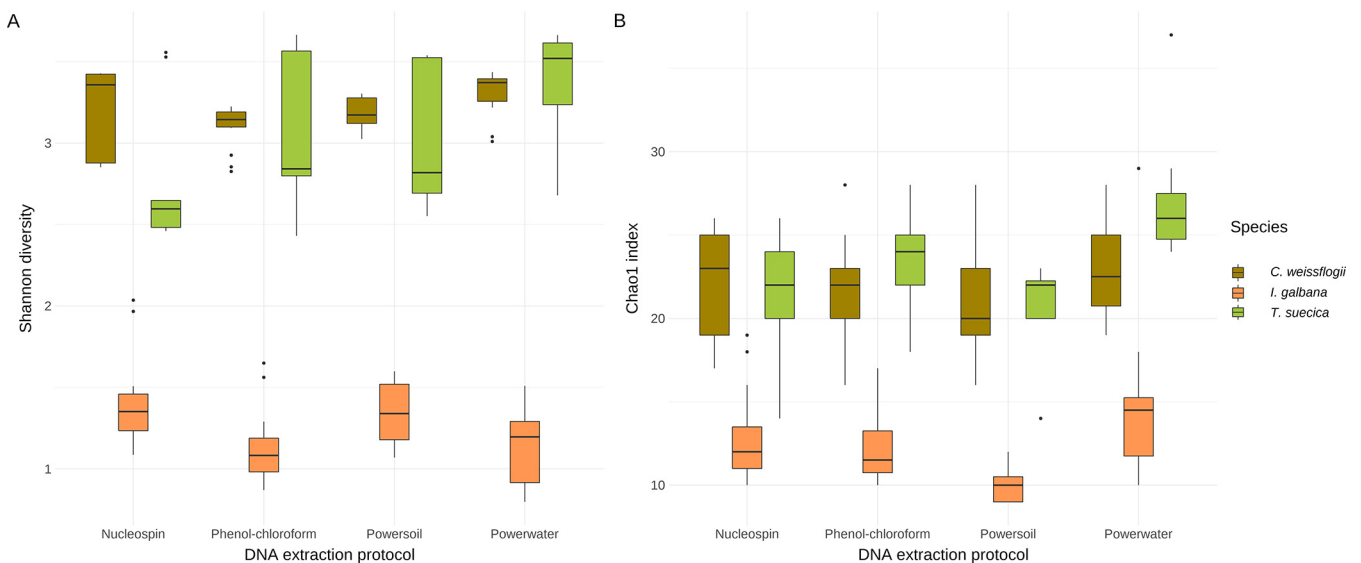 A
Shannon diversity
3
2
1
Nucleospin
Phenol-chloroform
Powersoil
Powerwater
DNA extraction protocol
B
Chao1 index
30
20
10
Nucleospin
Phenol-chloroform
Powersoil
Powerwater
DNA extraction protocol
Species
C. weissflogii
I. galbana
T. suecica